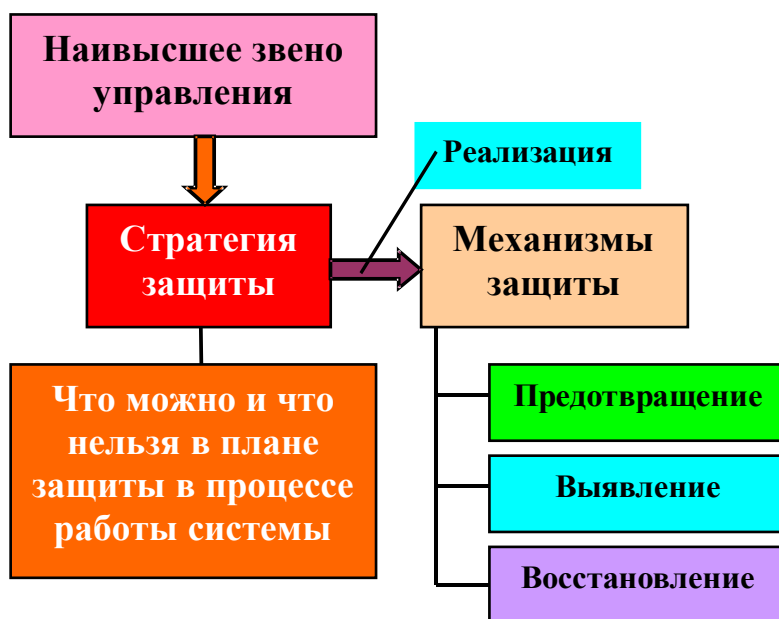 Наивысшее звено
управления
Реализация
Стратегия
защиты
Механизмы
защиты
Что можно и что
нельзя в плане
защиты в процессе
работы системы
Предотвращение
Выявление
Восстановление